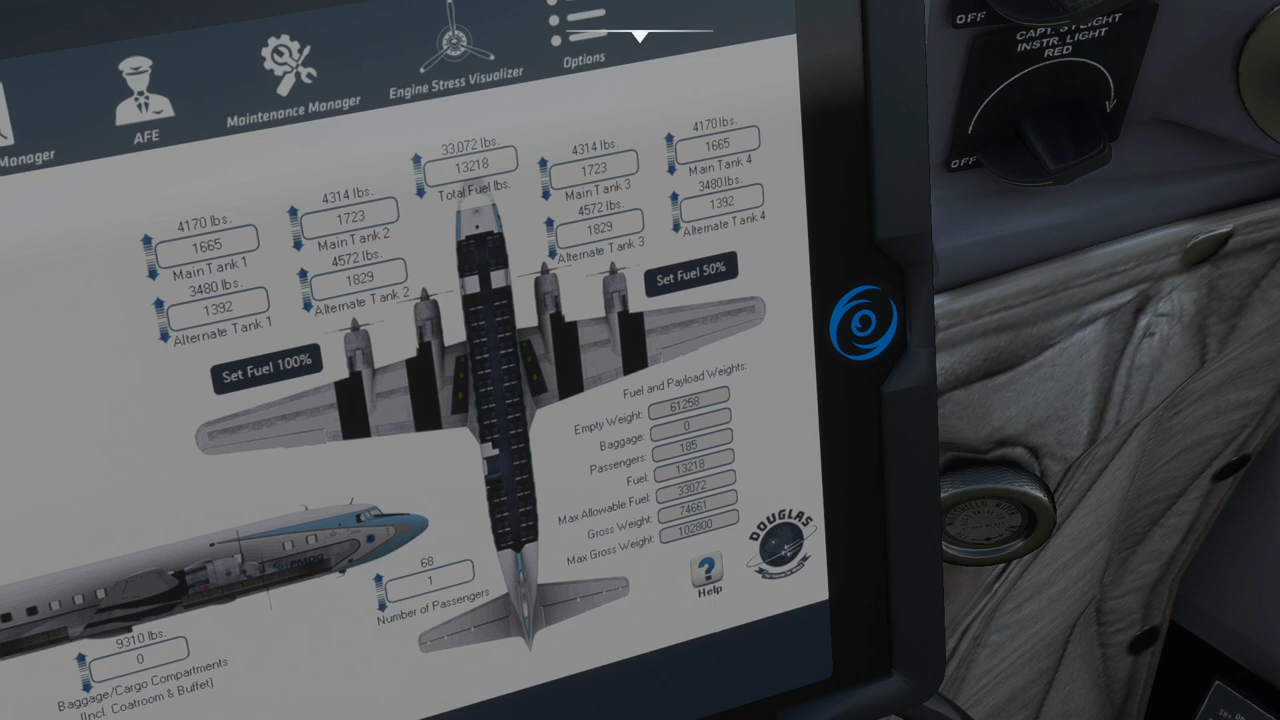 Manager
AFE
Maintenance Manager
Engine Stress Visualizer
Options
4170 lbs.
1665
Main Tank 1
3480 lbs.
1392
Alternate Tank 1
4314 lbs.
1723
Main Tank 2
4572 lbs.
1829
Alternate Tank 2
33,072 lbs.
13218
Total Fuel lbs.
4314 lbs.
1723
Main Tank 3
4572 lbs.
1829
Alternate Tank 3
4170 lbs.
1665
Main Tank 4
3480 lbs.
1392
Alternate Tank 4
Set Fuel 100%
Set Fuel 50%
Fuel and Payload Weights:
Empty Weight: 61258
Baggage: 0
Passengers: 185
Fuel: 13218
Max Allowable Fuel: 33072
Gross Weight: 74661
Max Gross Weight: 102800
68
1
Number of Passengers
9310 lbs.
0
Baggage/Cargo Compartments
(Incl. Coatroom & Buffet)
Help
DOUGLAS
OFF
INSTR. LIGHT
RED
OFF